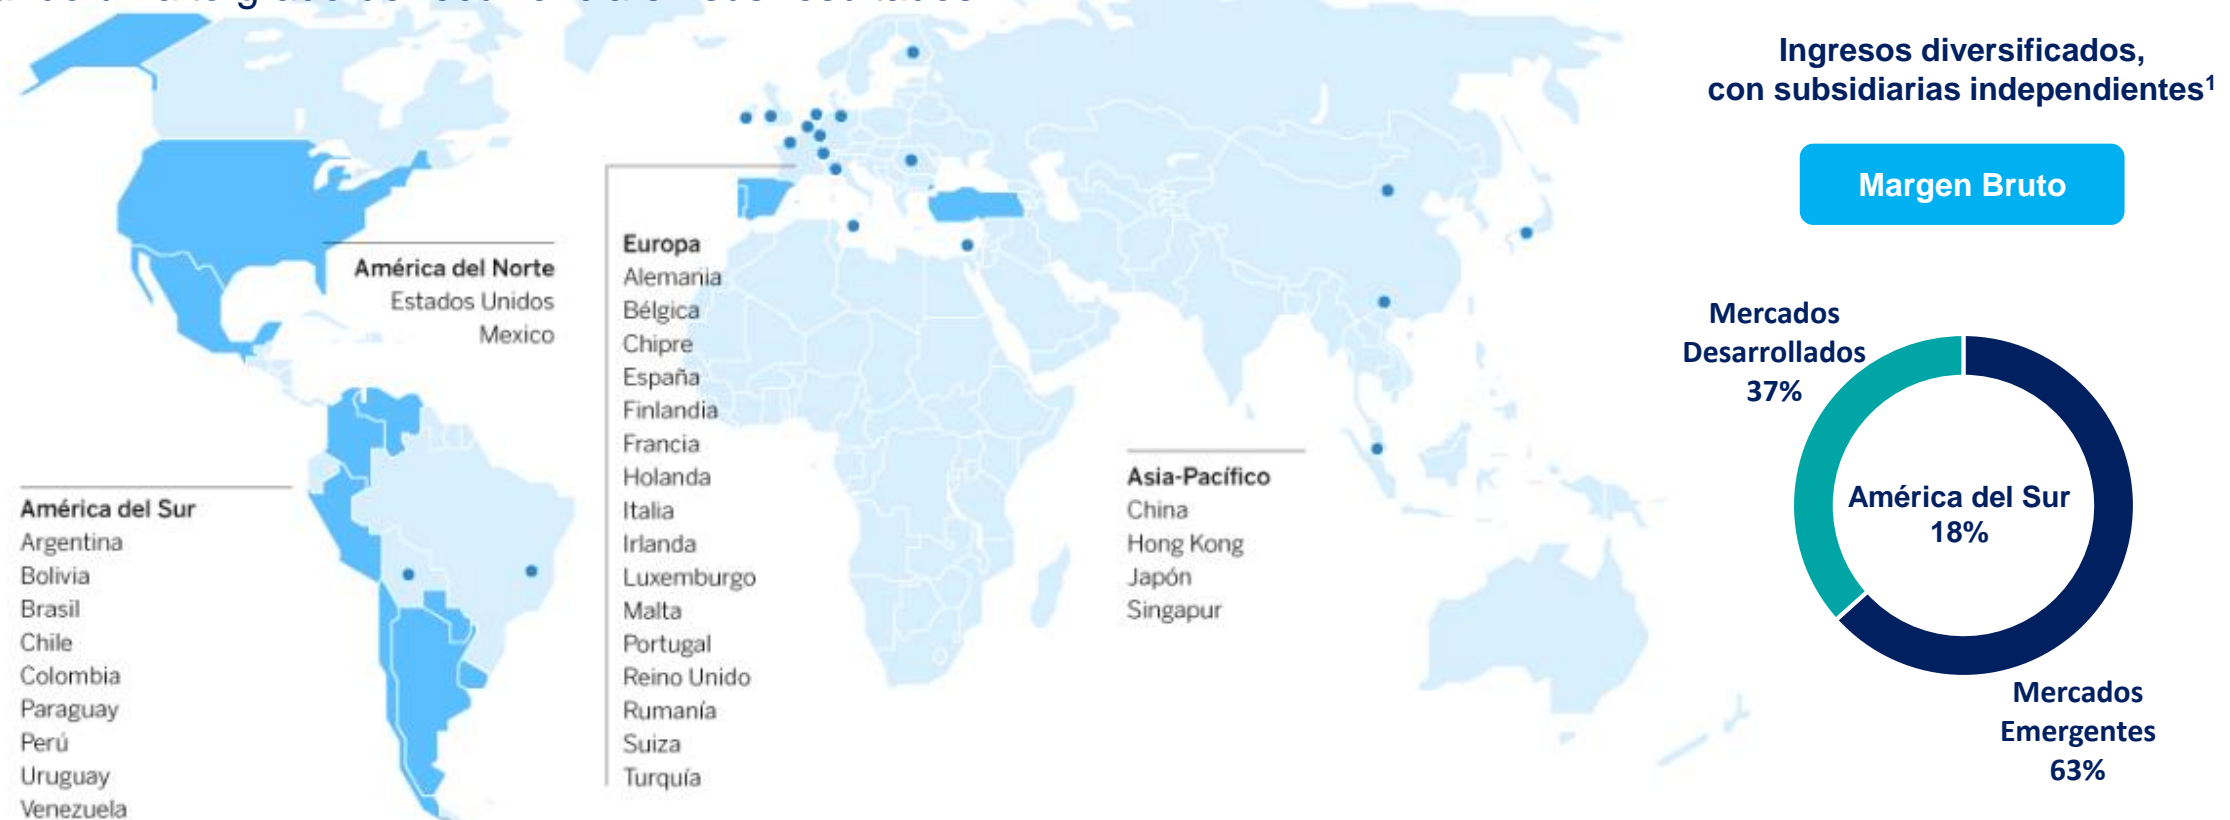 América del Norte
Estados Unidos
Mexico
América del Sur
Argentina
Bolivia
Brasil
Chile
Colombia
Paraguay
Perú
Uruguay
Venezuela
Europa
Alemania
Bélgica
Chipre
España
Finlandia
Francia
Holanda
Italia
Irlanda
Luxemburgo
Malta
Portugal
Reino Unido
Rumanía
Suiza
Turquía
Asia-Pacífico
China
Hong Kong
Japón
Singapur
Ingresos diversificados,
con subsidiarias independientes¹
Margen Bruto
Mercados
Desarrollados
37%
América del Sur
18%
Mercados
Emergentes
63%